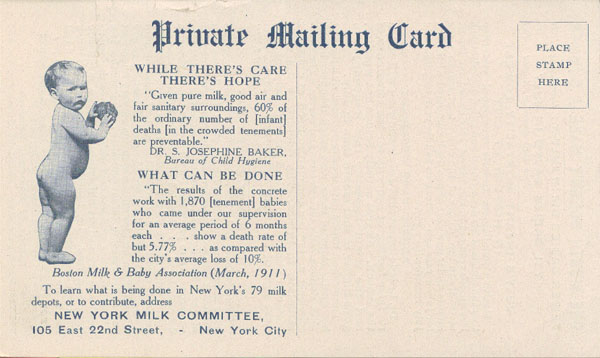 Private Mailing Card
PLACE
STAMP
HERE
WHILE THERE'S CARE
THERE'S HOPE
"Given pure milk, good air and
fair sanitary surroundings, 60% of
the ordinary number of [infant]
deaths [in the crowded tenements]
are preventable."
DR. S. JOSEPHINE BAKER,
Bureau of Child Hygiene
WHAT CAN BE DONE
"The results of the concrete
work with 1,870 [tenement] babies
who came under our supervision
for an average period of 6 months
each . . . show a death rate of
but 5.77% . . . as compared with
the city's average loss of 10%.
Boston Milk & Baby Association (March, 1911)
To learn what is being done in New York's 79 milk
depots, or to contribute, address
NEW YORK MILK COMMITTEE,
105 East 22nd Street, - New York City